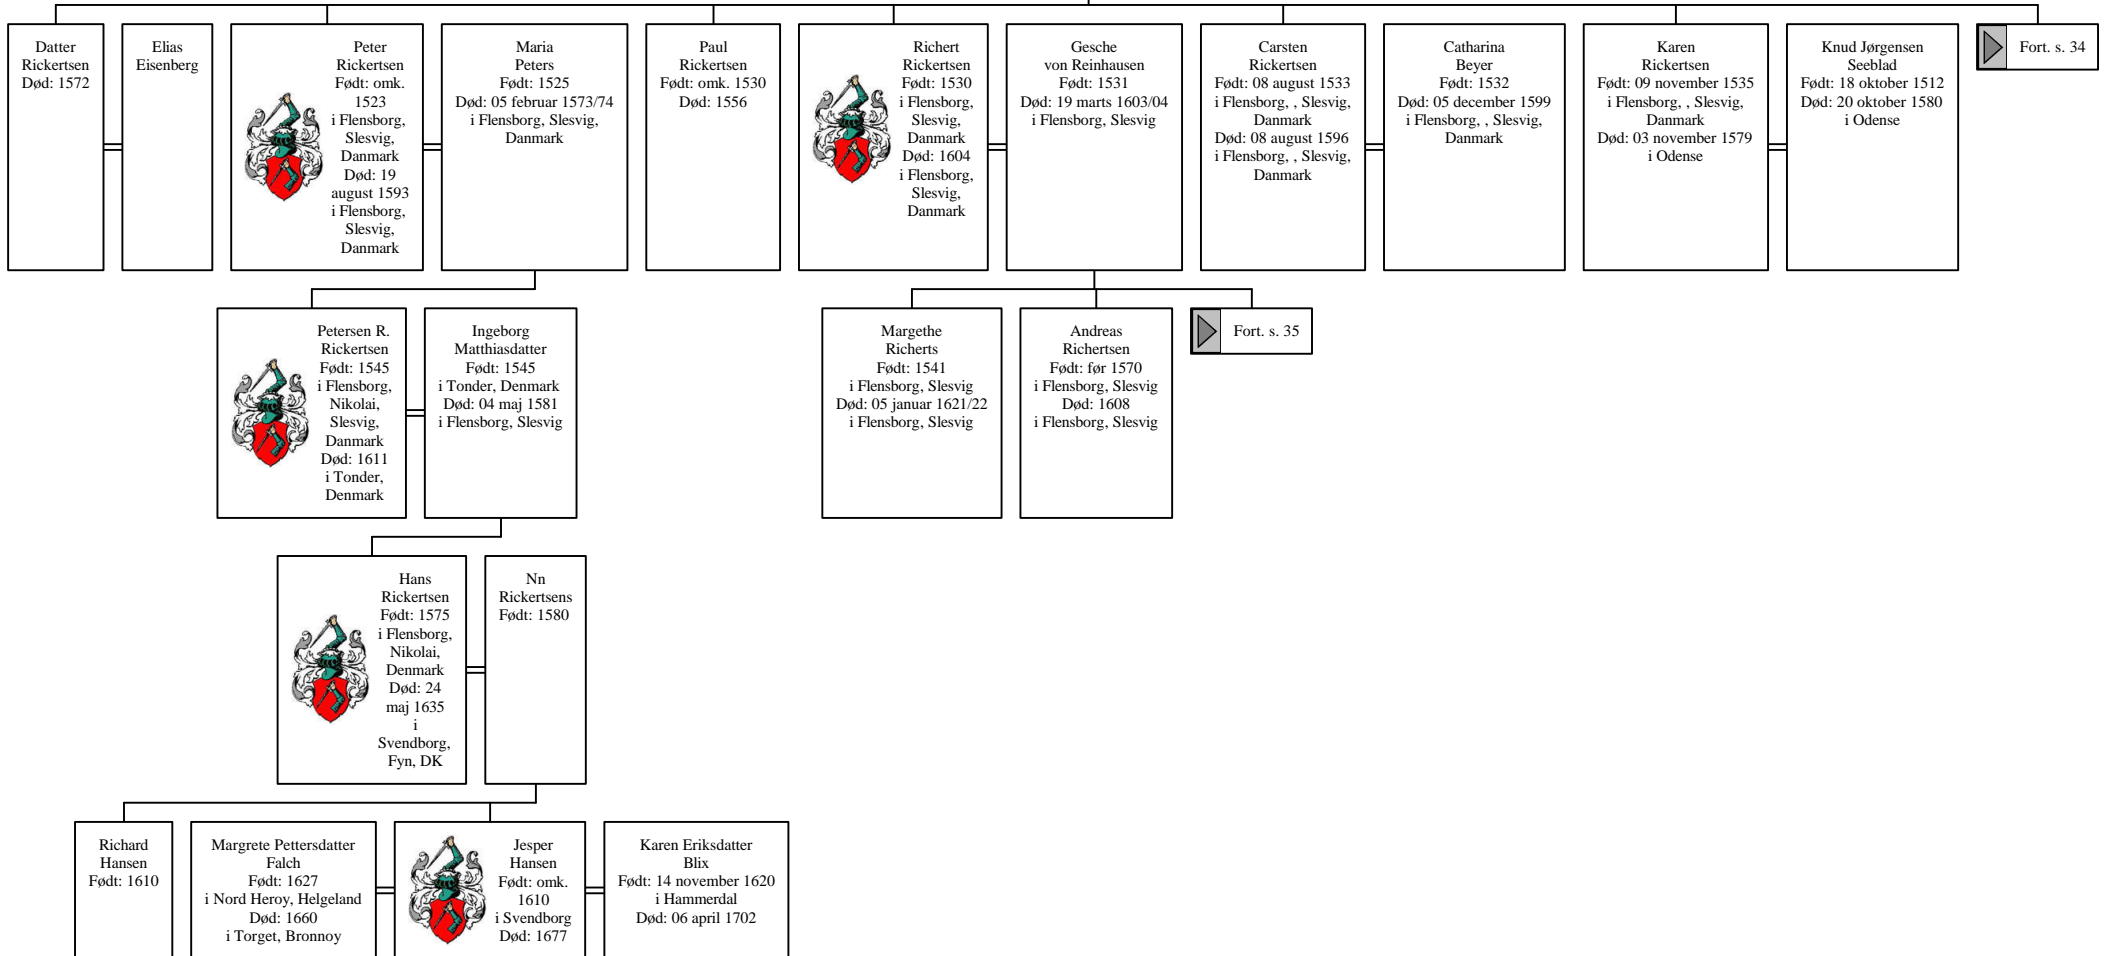 Datter
Rickertsen
Død: 1572
Elias
Eisenberg
Peter
Rickertsen
Født: omk.
1523
i Flensborg,
Slesvig,
Danmark
Død: 19
august 1593
i Flensborg,
Slesvig,
Danmark
Maria
Peters
Født: 1525
Død: 05 februar 1573/74
i Flensborg, Slesvig,
Danmark
Paul
Rickertsen
Født: omk. 1530
Død: 1556
Richert
Rickertsen
Født: 1530
i Flensborg,
Slesvig,
Danmark
Død: 1604
i Flensborg,
Slesvig,
Danmark
Gesche
von Reinhausen
Født: 1531
Død: 19 marts 1603/04
i Flensborg, Slesvig
Carsten
Rickertsen
Født: 08 august 1533
i Flensborg, , Slesvig,
Danmark
Død: 08 august 1596
i Flensborg, , Slesvig,
Danmark
Catharina
Beyer
Født: 1532
Død: 05 december 1599
i Flensborg, , Slesvig,
Danmark
Karen
Rickertsen
Født: 09 november 1535
i Flensborg, , Slesvig,
Danmark
Død: 03 november 1579
i Odense
Knud Jørgensen
Seeblad
Født: 18 oktober 1512
Død: 20 oktober 1580
i Odense
Fort. s. 34
Petersen R.
Rickertsen
Født: 1545
i Flensborg,
Nikolai,
Slesvig,
Danmark
Død: 1611
i Tonder,
Denmark
Ingeborg
Matthiasdatter
Født: 1545
i Tonder, Denmark
Død: 04 maj 1581
i Flensborg, Slesvig
Margethe
Richerts
Født: 1541
i Flensborg, Slesvig
Død: 05 januar 1621/22
i Flensborg, Slesvig
Andreas
Richertsen
Født: før 1570
i Flensborg, Slesvig
Død: 1608
i Flensborg, Slesvig
Fort. s. 35
Hans
Rickertsen
Født: 1575
i Flensborg,
Nikolai,
Denmark
Død: 24
maj 1635
i
Svendborg,
Fyn, DK
Nn
Rickertsens
Født: 1580
Richard
Hansen
Født: 1610
Margrete Pettersdatter
Falch
Født: 1627
i Nord Heroy, Helgeland
Død: 1660
i Torget, Bronnoy
Jesper
Hansen
Født: omk.
1610
i Svendborg
Død: 1677
Karen Eriksdatter
Blix
Født: 14 november 1620
i Hammerdal
Død: 06 april 1702